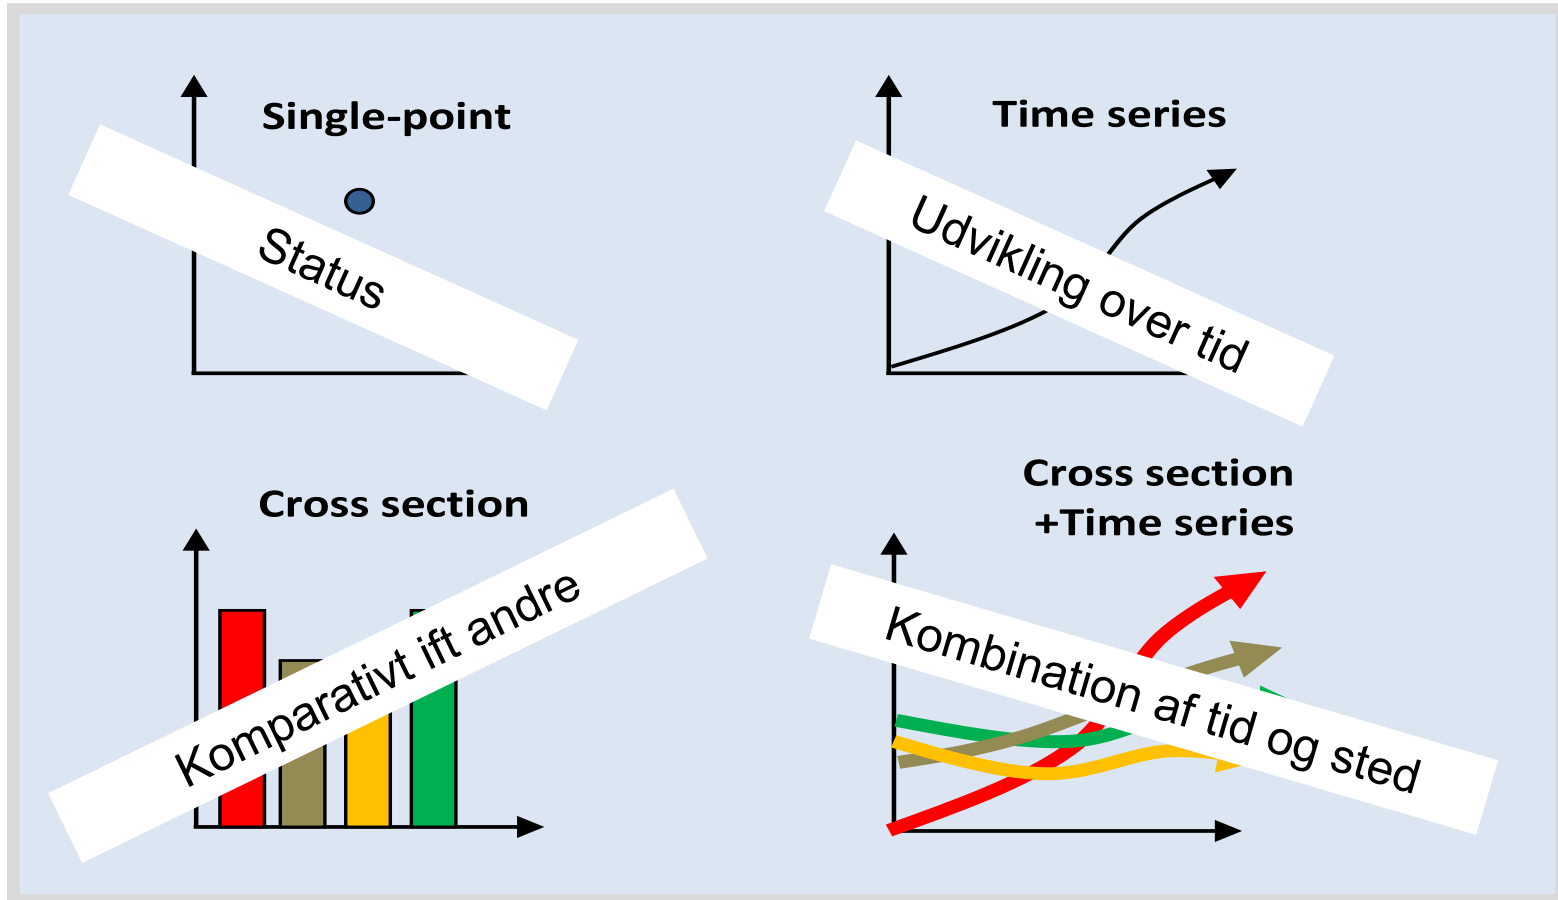 Single-point
Status
Time series
Udvikling over tid
Cross section
Komparativt ift andre
Cross section
+Time series
Kombination af tid og sted